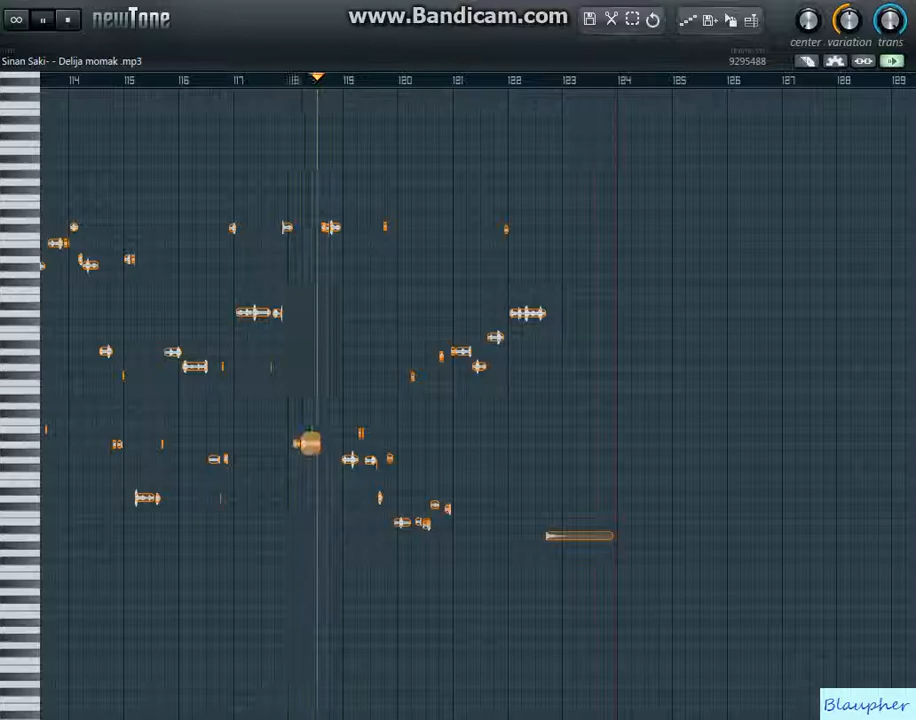 newTone
www.Bandicam.com
center variation trans
Sinan Saki- - Delija momak .mp3
9295488
114 115 116 117 118 119 120 121 122 123 124 125 126 127 128 129
Blaupher